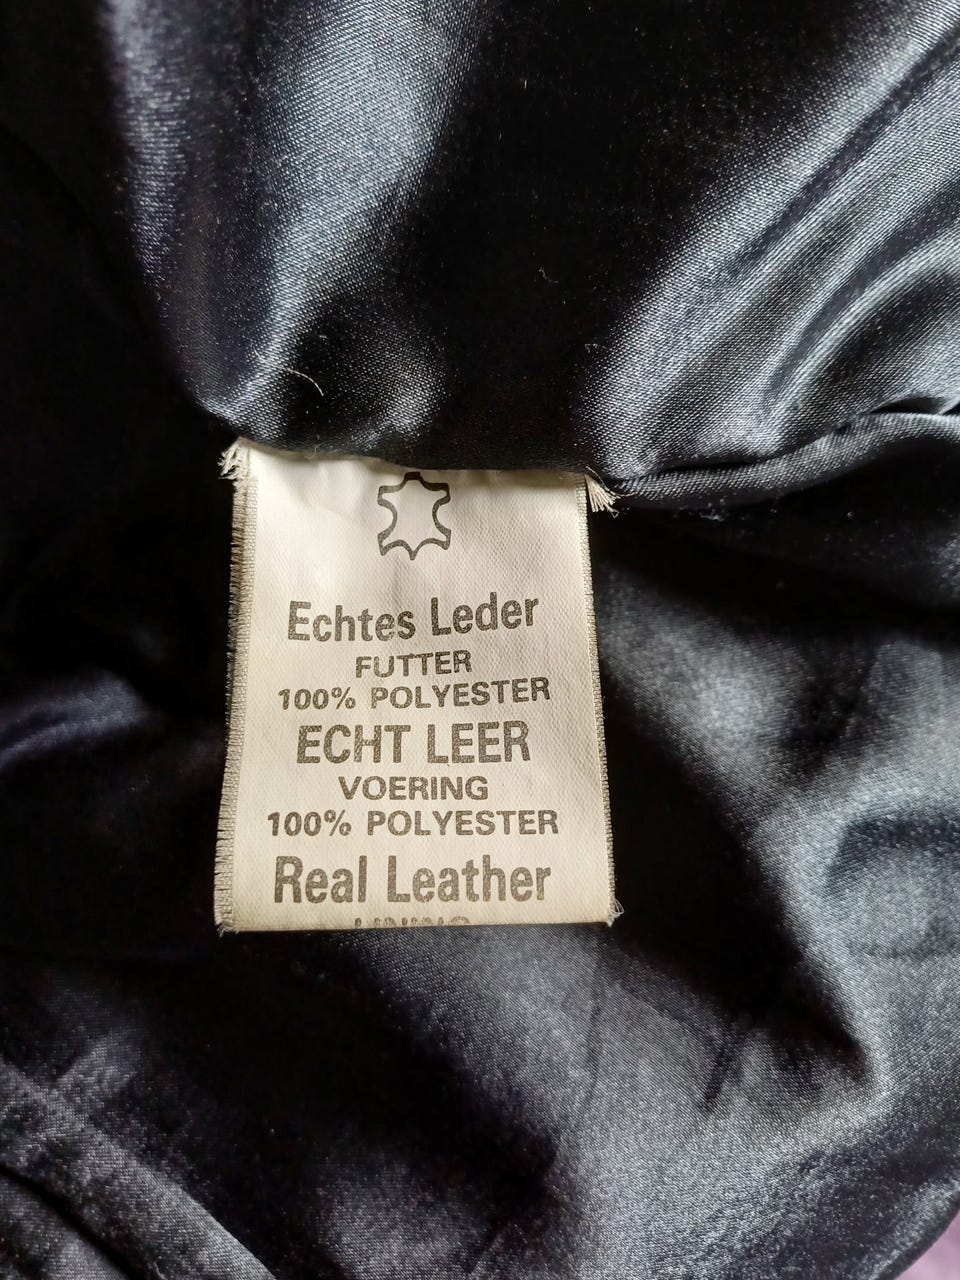 Echtes Leder
FUTTER
100% POLYESTER
ECHT LEER
VOERING
100% POLYESTER
Real Leather